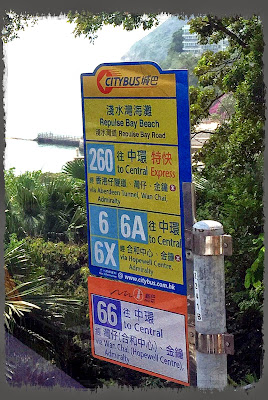 CITYBUS 城巴
淺水灣海灘
Repulse Bay Beach
淺水灣道 Repulse Bay Road
260 往 中環 特快
to Central Express
經 香港仔隧道、灣仔、金鐘
via Aberdeen Tunnel, Wan Chai,
Admiralty
6 6A 往 中環
to Central
6X 經 合和中心、金鐘
via Hopewell Centre,
Admiralty
www.citybus.com.hk
66 往 中環
to Central
經 灣仔(合和中心)、金鐘
via Wan Chai (Hopewell Centre),
Admiralty